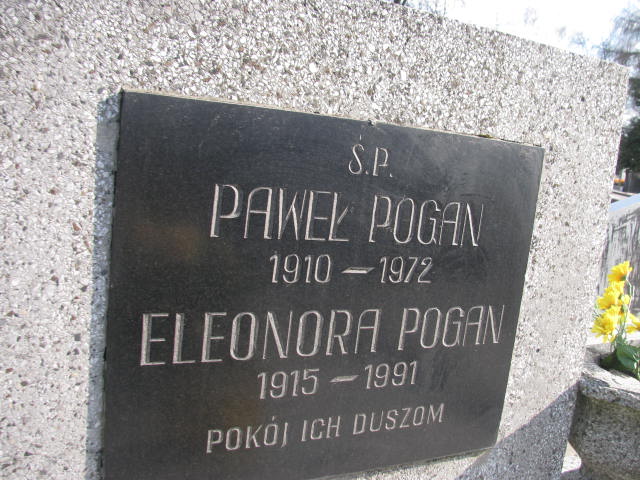 Ś.P.
PAWEŁ POGAN
1910 – 1972
ELEONORA POGAN
1915 – 1991
POKÓJ ICH DUSZOM